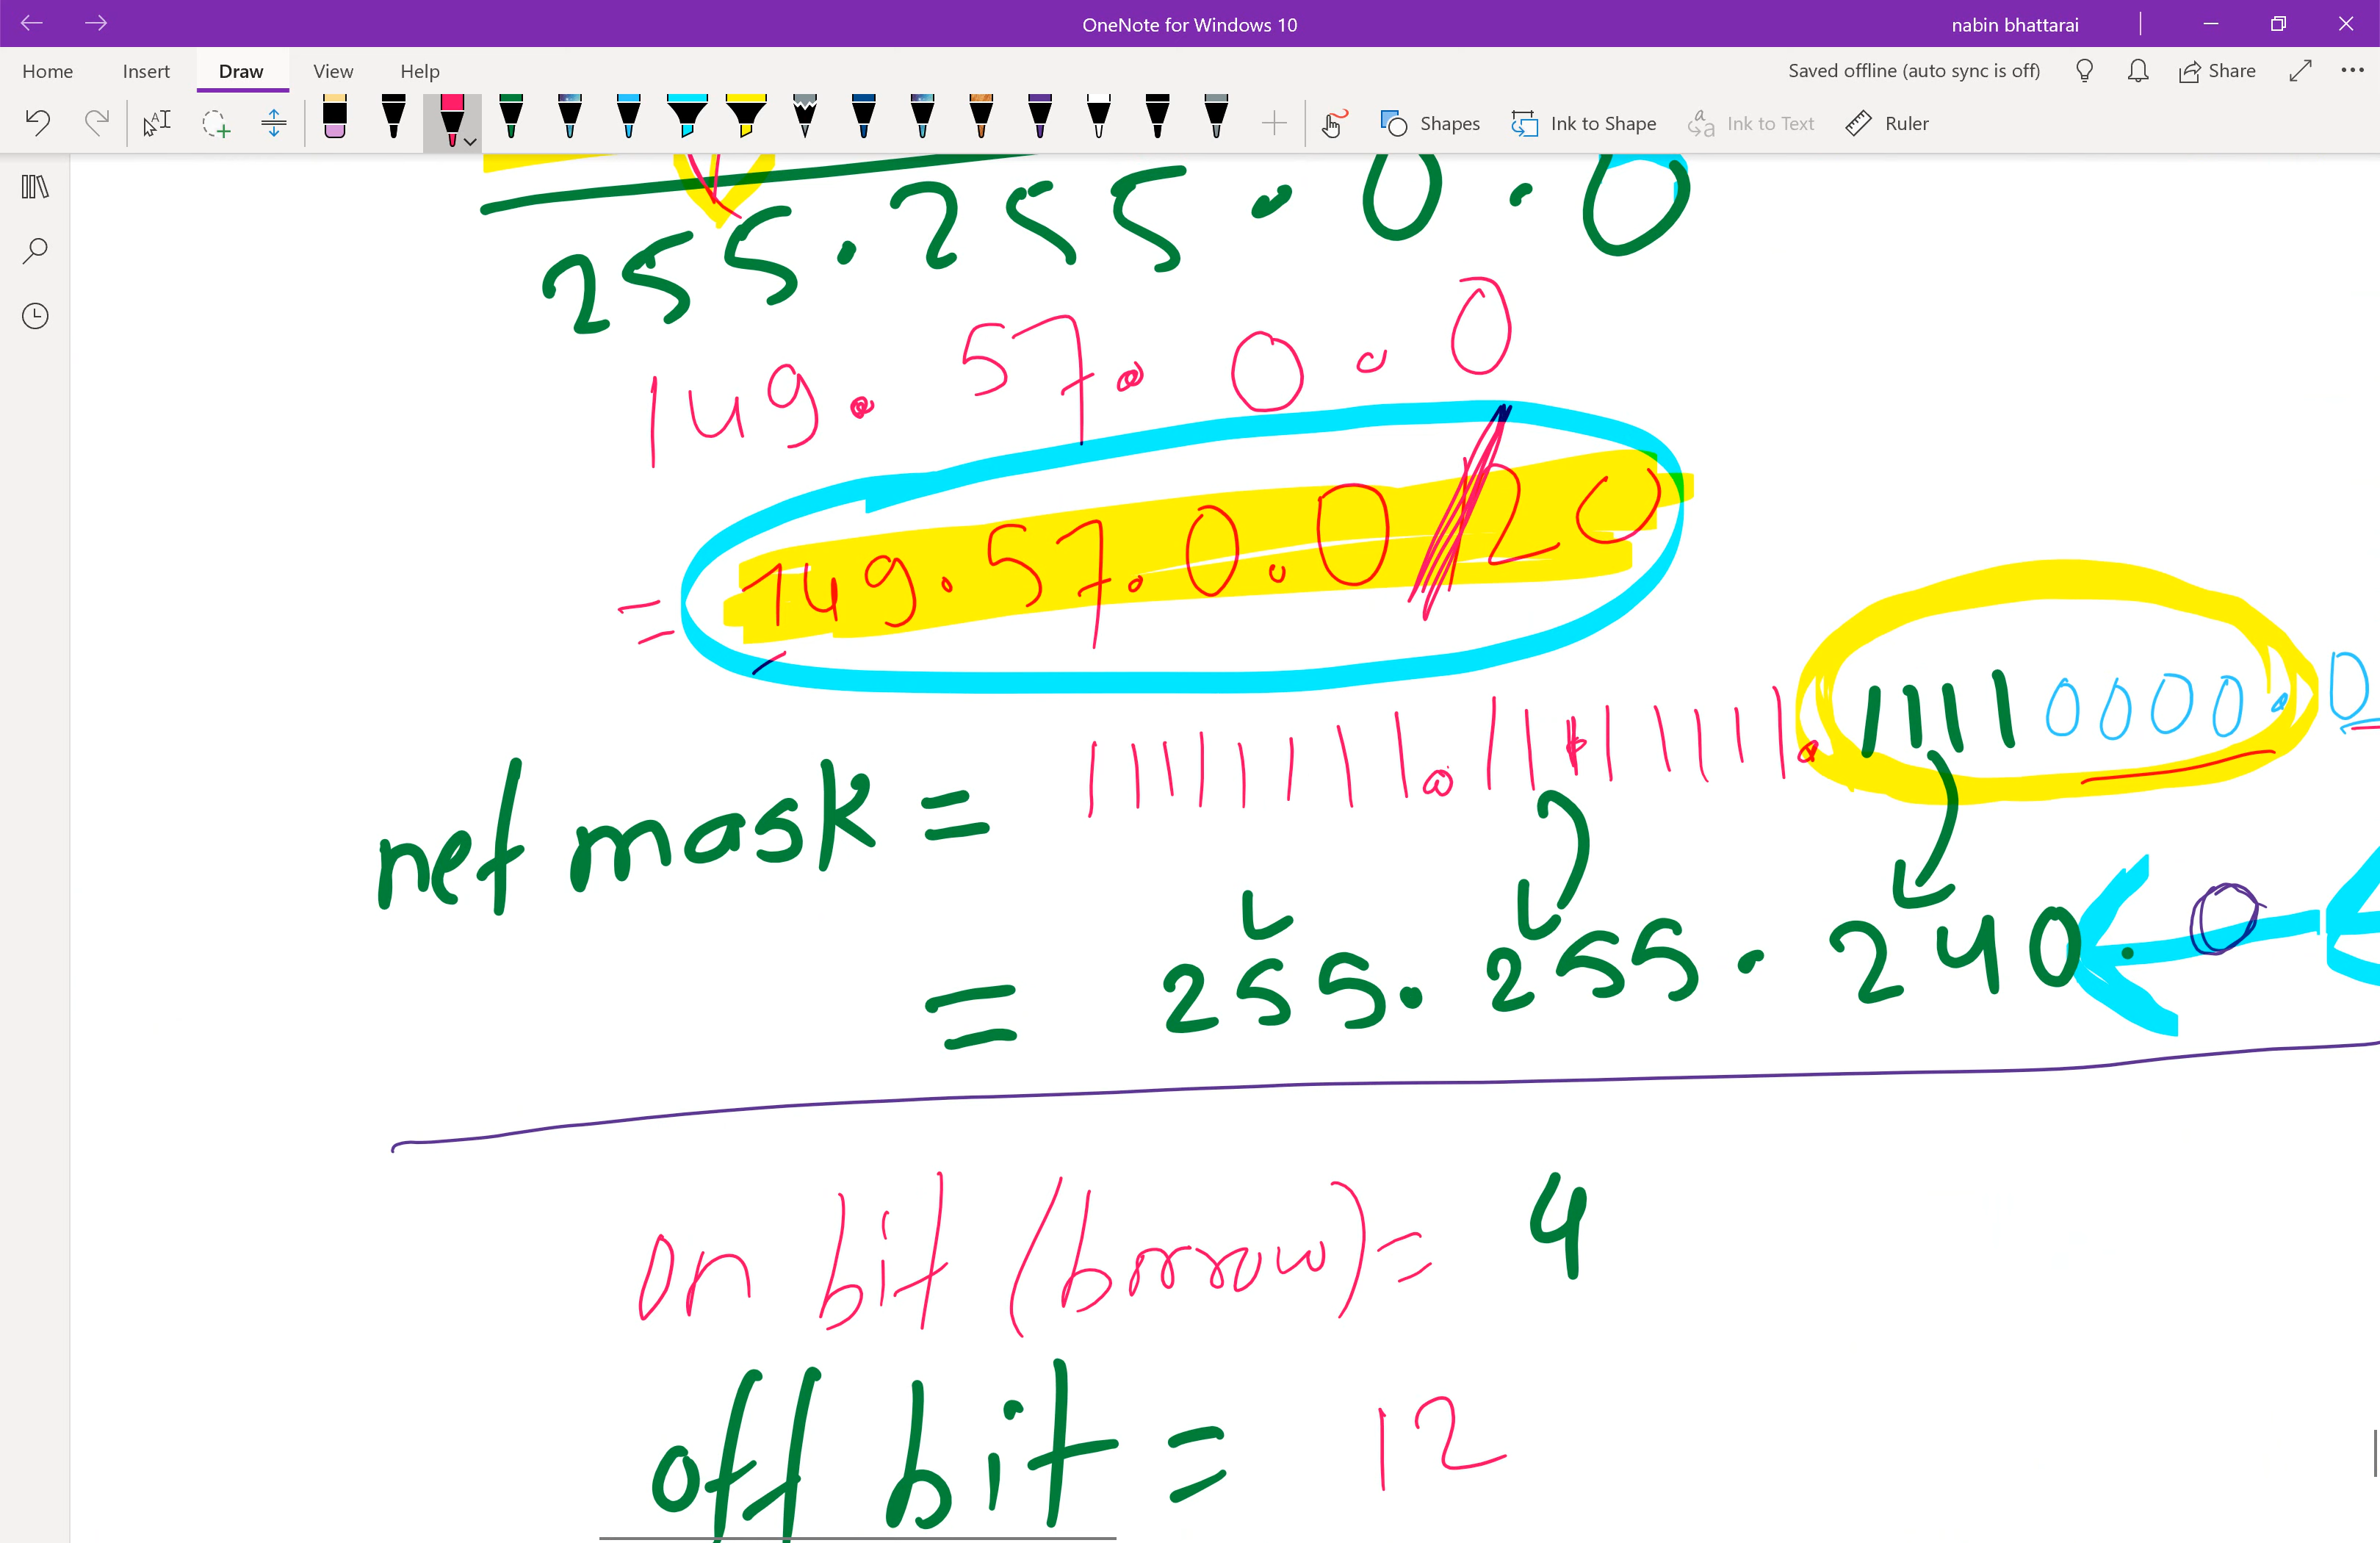 OneNote for Windows 10
nabin bhattarai
Home Insert Draw View Help
Saved offline (auto sync is off) Share
Shapes Ink to Shape Ink to Text Ruler
255.255.0.0
149.57.0.0
= 149.57.0.0/20
net mask = 11111111.11111111.11110000.0
= 255.255.240.0
on bit (borrow) = 4
off bit = 12